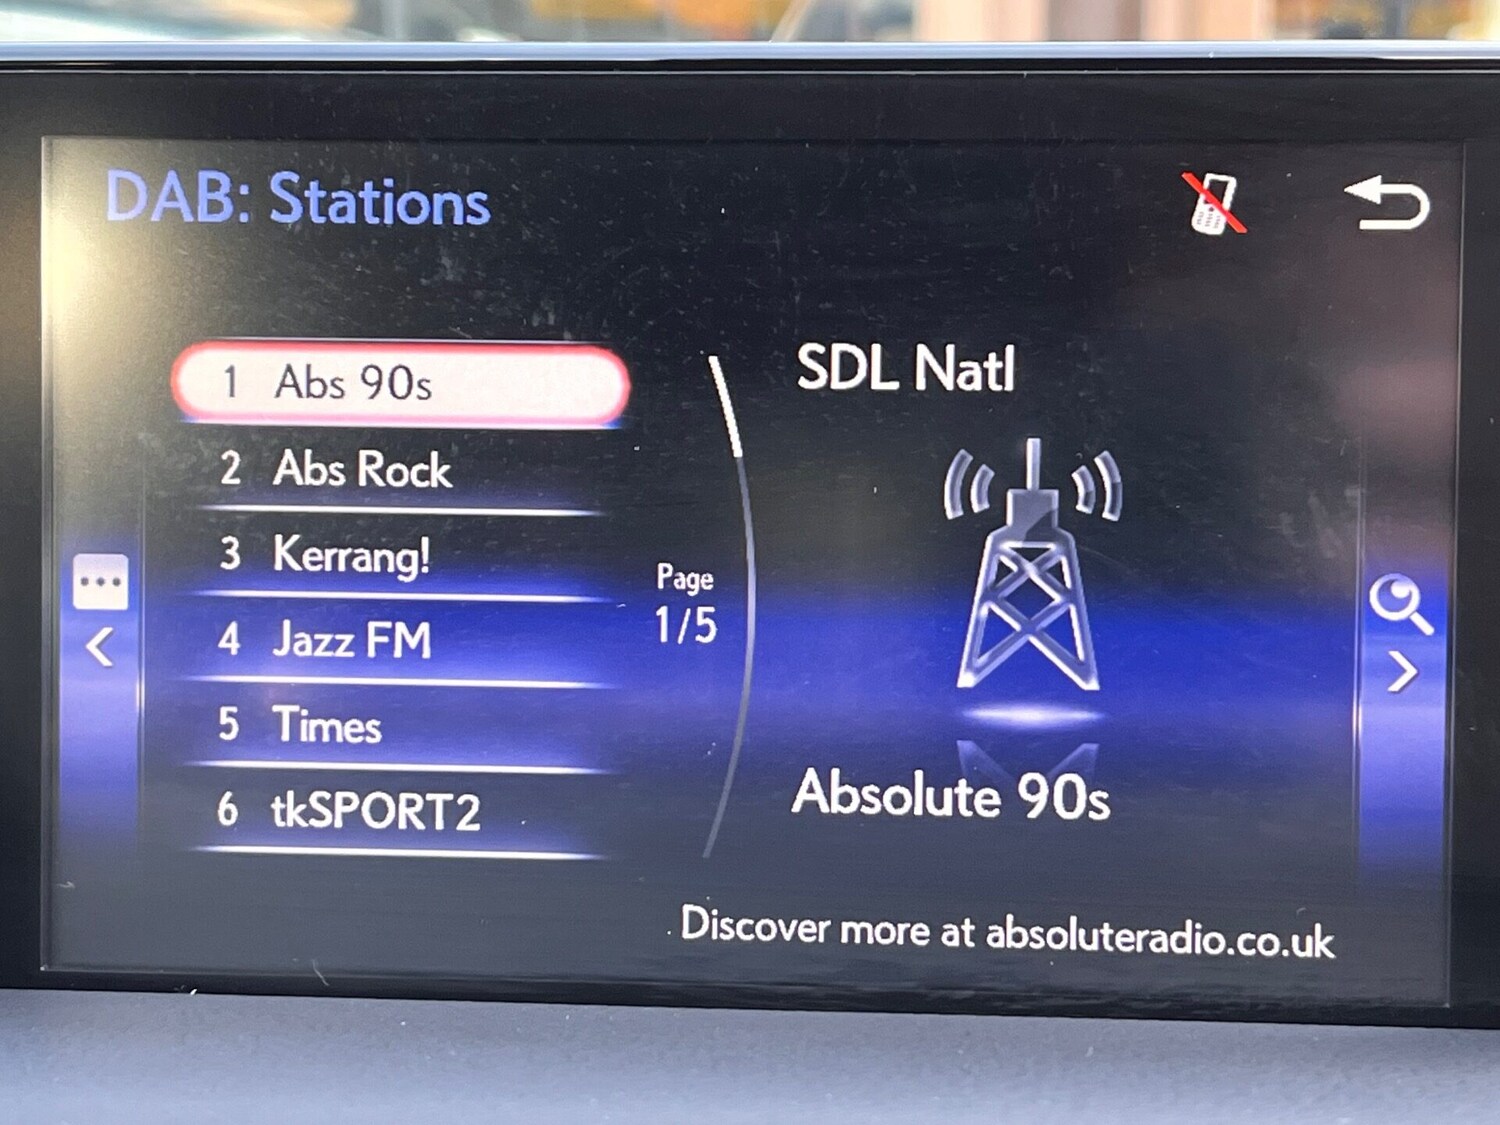 DAB: Stations
1 Abs 90s
2 Abs Rock
3 Kerrang!
4 Jazz FM
5 Times
6 tkSPORT2
Page
1/5
SDL Natl
Absolute 90s
Discover more at absoluteradio.co.uk